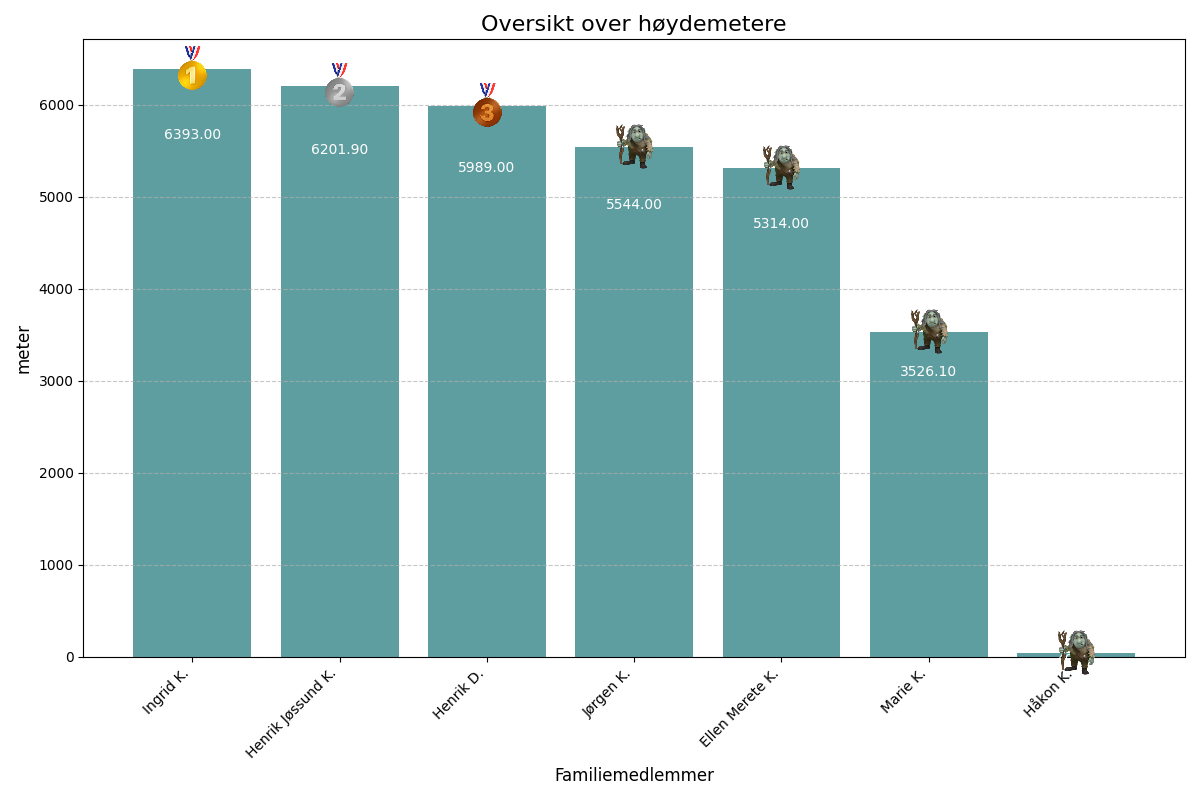 Oversikt over høydemetere
1
2
3
6393.00
6201.90
5989.00
5544.00
5314.00
3526.10
6000
5000
4000
3000
2000
1000
0
meter
Ingrid K.
Henrik Jøssund K.
Henrik D.
Jørgen K.
Ellen Merete K.
Marie K.
Håkon K.
Familiemedlemmer